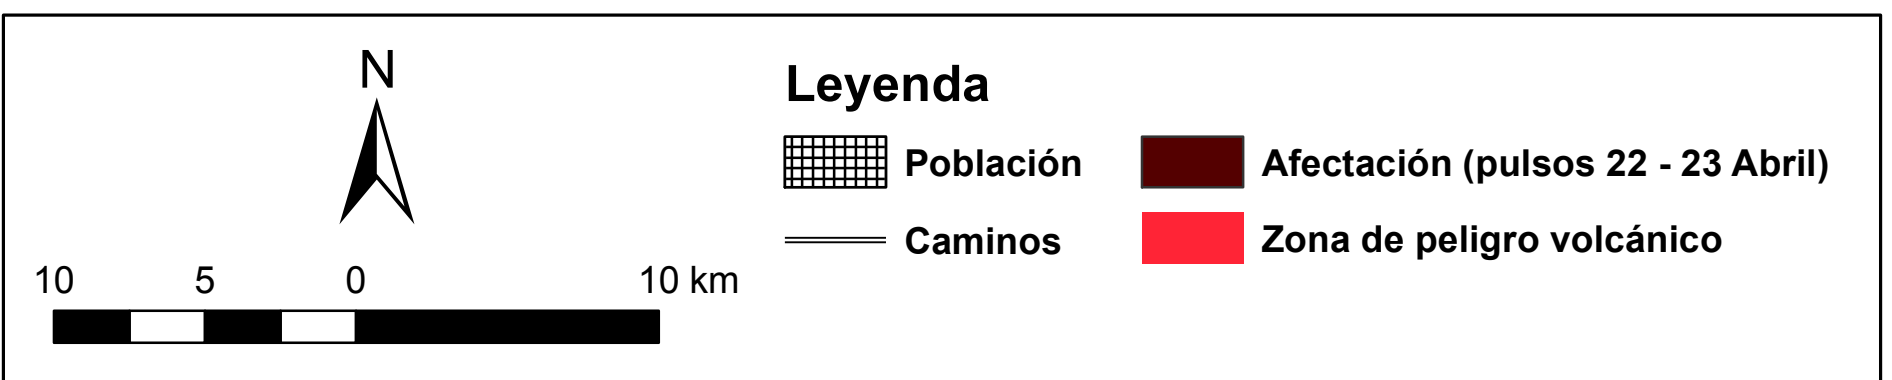 N
10 5 0 10 km
Leyenda
Población
Caminos
Afectación (pulsos 22 - 23 Abril)
Zona de peligro volcánico